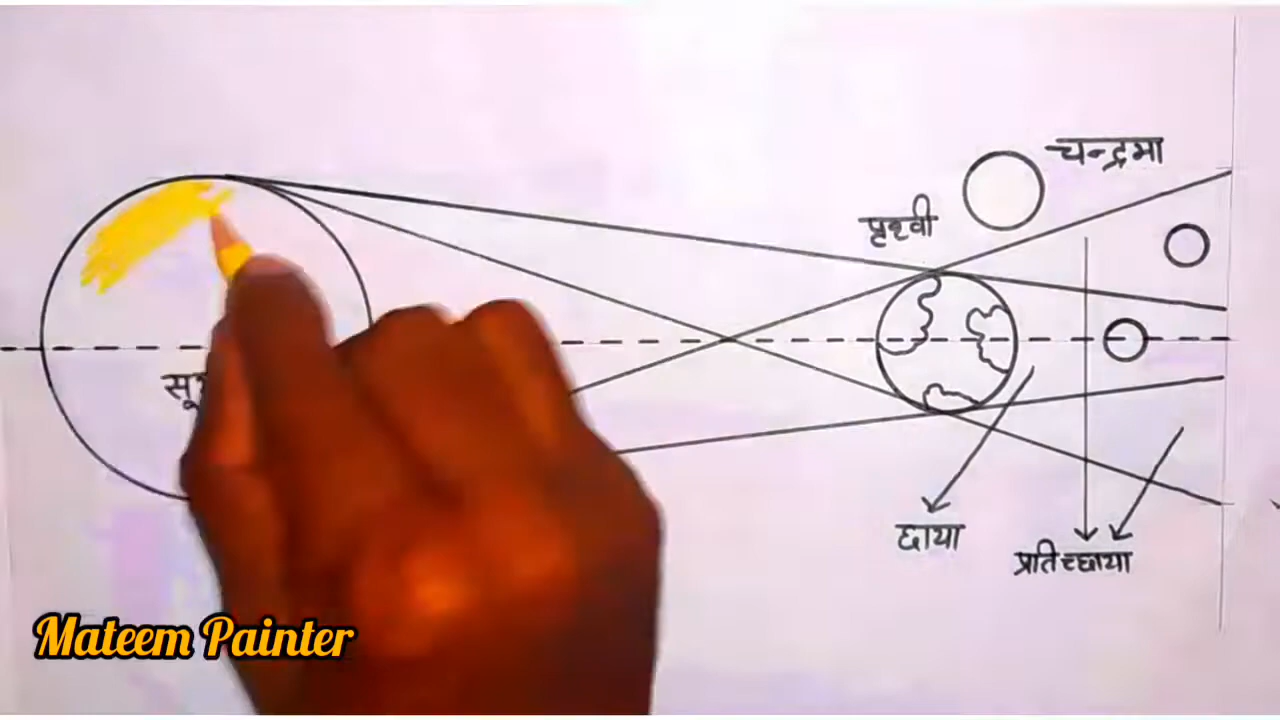 चन्द्रमा
पृथ्वी
छाया
प्रतिच्छाया
Mateem Painter